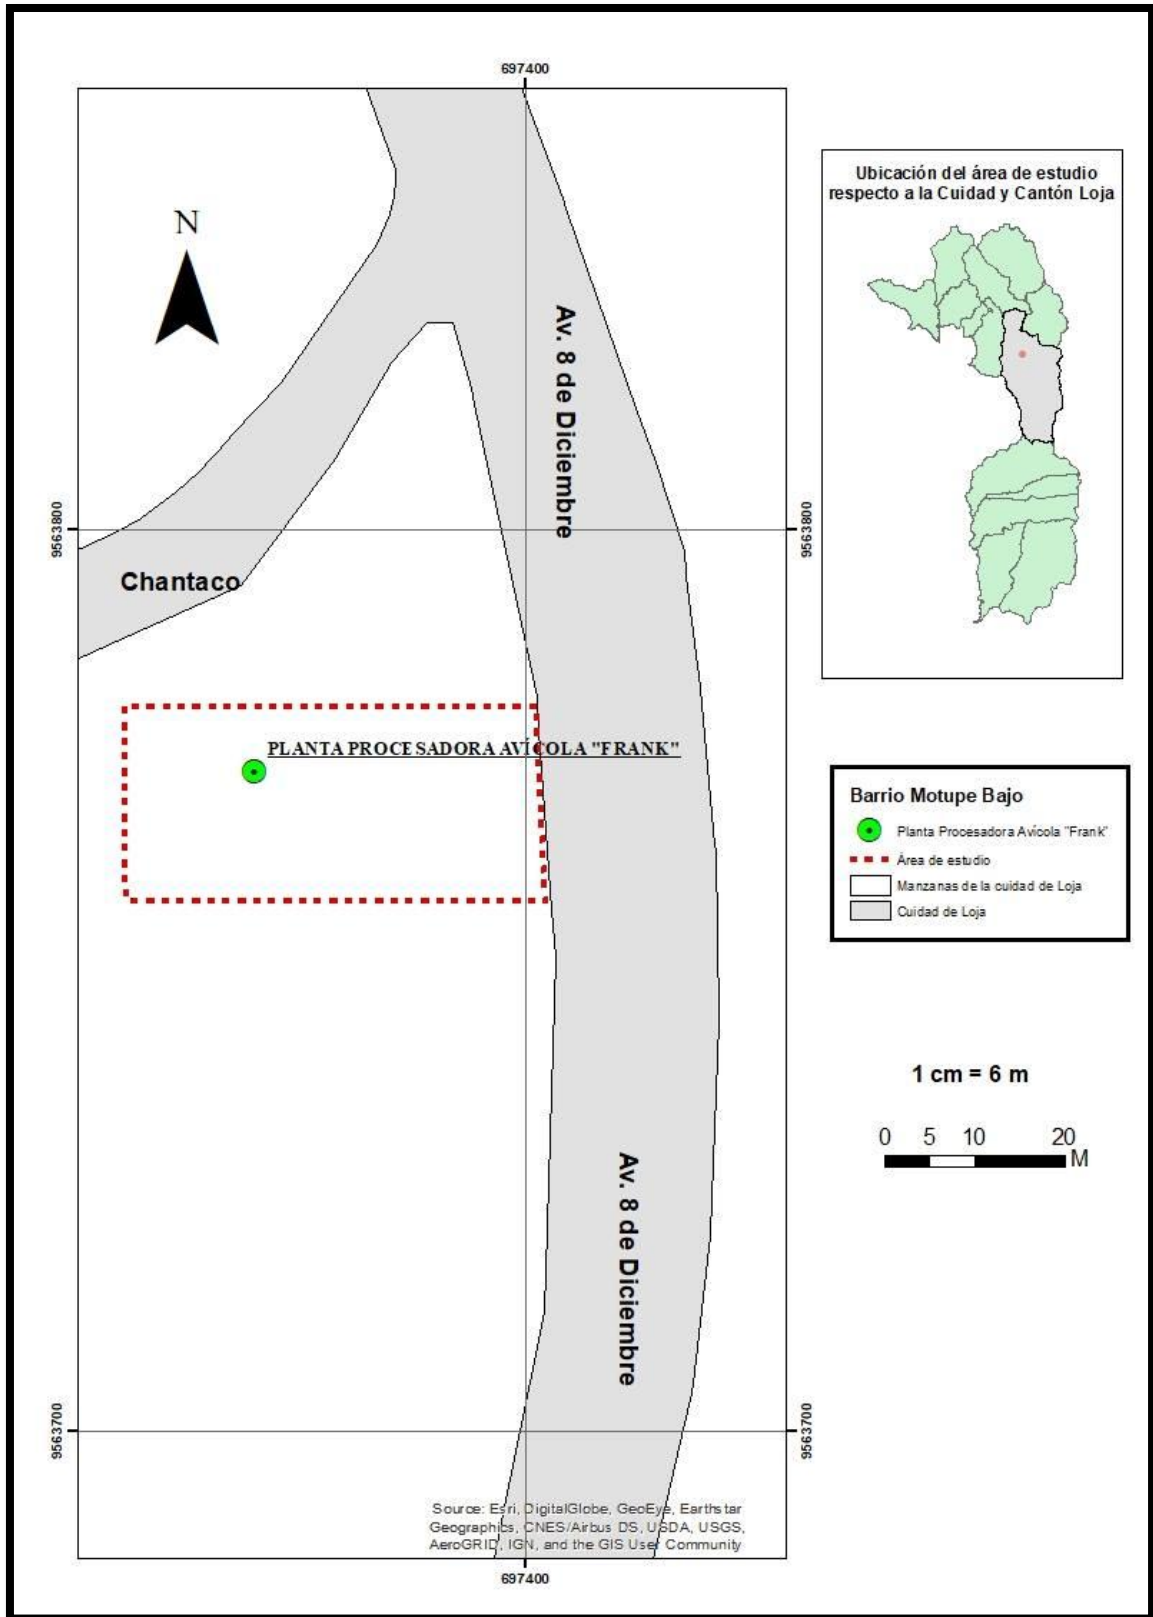 697400
Ubicación del área de estudio
respecto a la Cuidad y Cantón Loja
N
Av. 8 de Diciembre
9563800
9563800
Chantaco
PLANTA PROCESADORA AVÍCOLA "FRANK"
Barrio Motupe Bajo
Planta Procesadora Avícola "Frank"
Área de estudio
Manzanas de la cuidad de Loja
Cuidad de Loja
1 cm = 6 m
0 5 10 20
M
Av. 8 de Diciembre
9563700
9563700
Source: Esri, DigitalGlobe, GeoEye, Earthstar
Geographics, CNES/Airbus DS, USDA, USGS,
AeroGRID, IGN, and the GIS User Community
697400